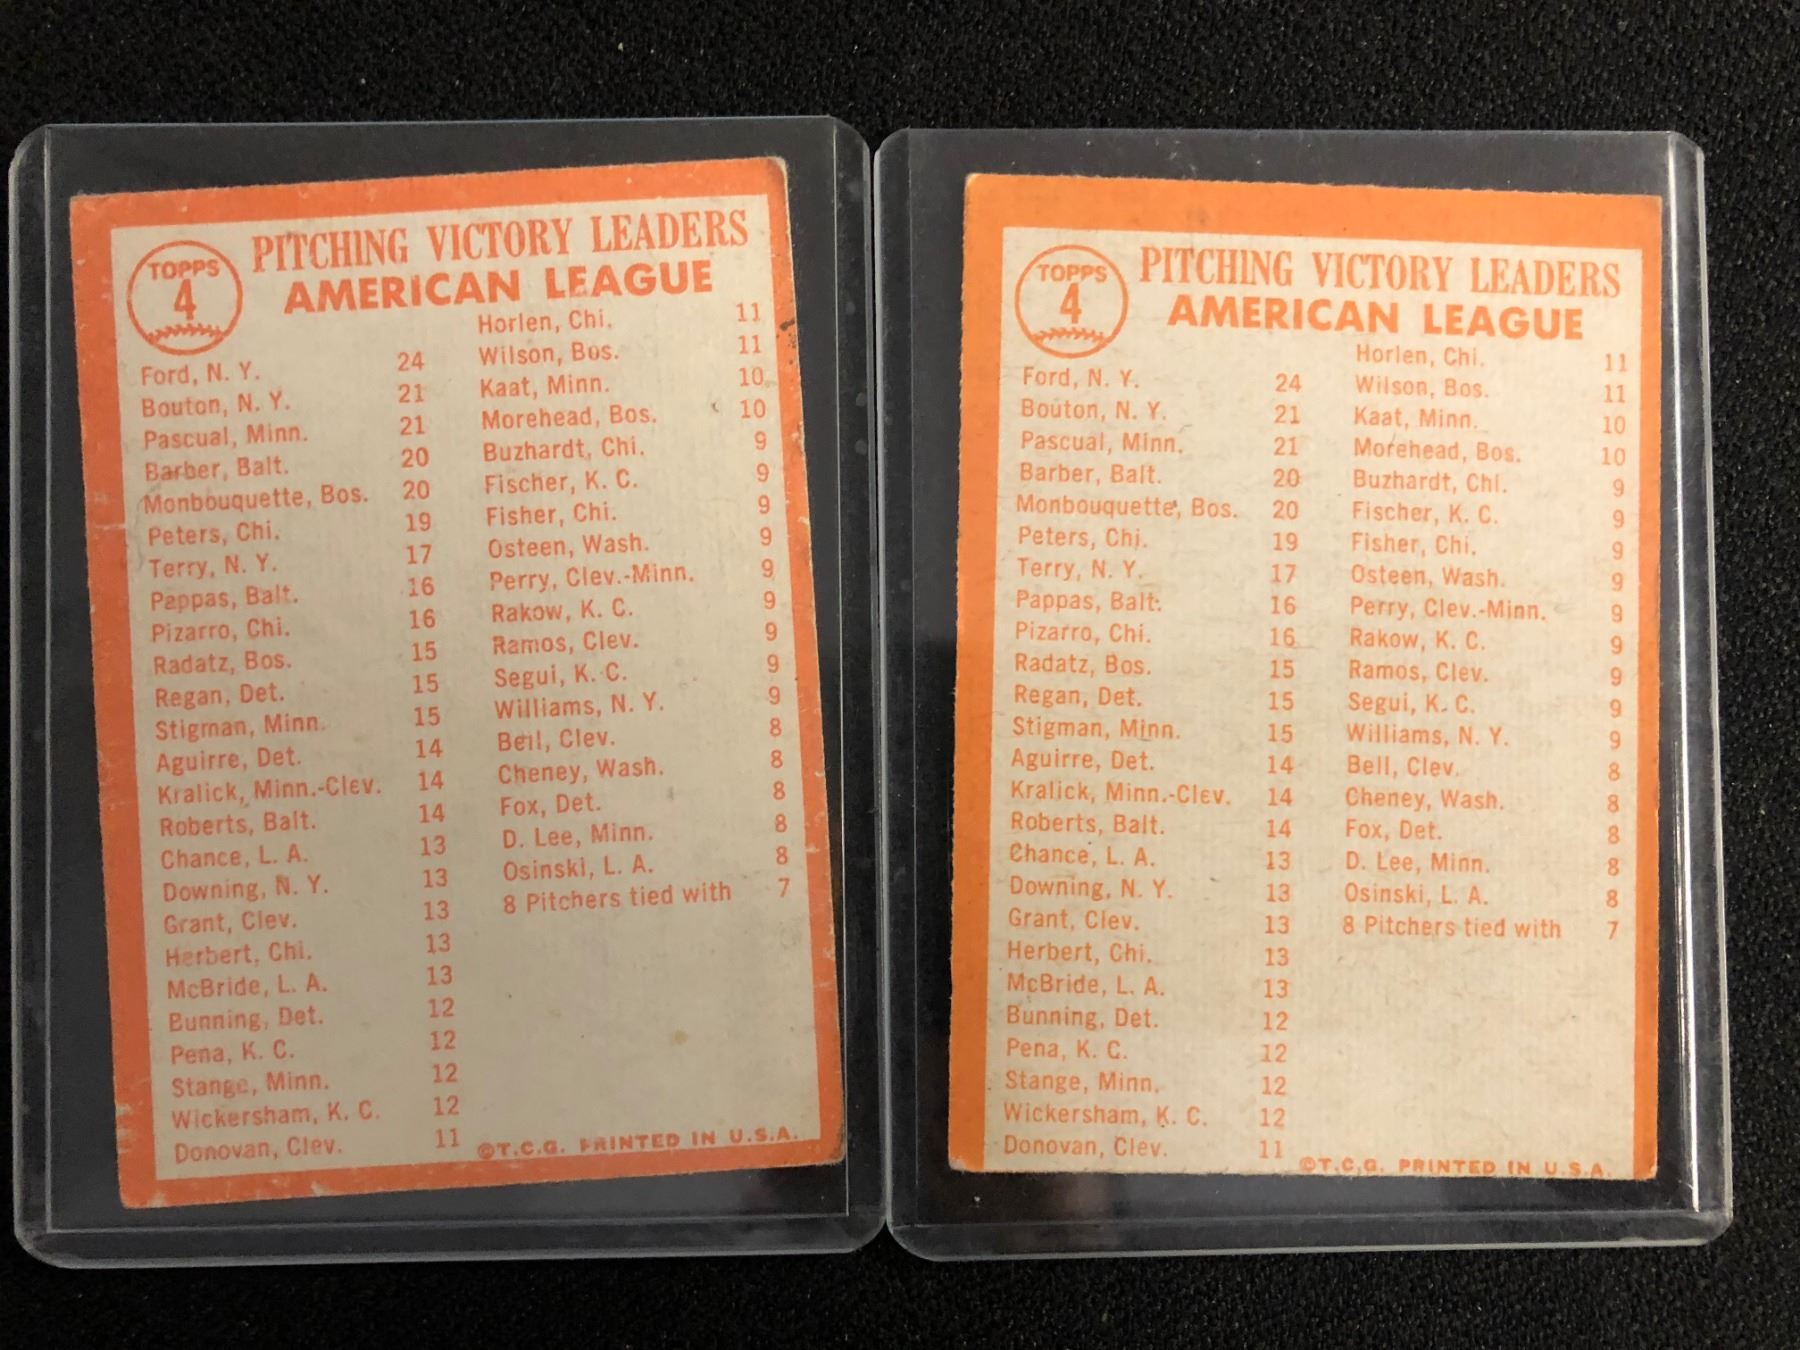 TOPPS
4
PITCHING VICTORY LEADERS
AMERICAN LEAGUE
Ford, N. Y. 24
Bouton, N. Y. 21
Pascual, Minn. 21
Barber, Balt. 20
Monbouquette, Bos. 20
Peters, Chi. 19
Terry, N. Y. 17
Pappas, Balt. 16
Pizarro, Chi. 16
Radatz, Bos. 15
Regan, Det. 15
Stigman, Minn. 15
Aguirre, Det. 14
Kralick, Minn.-Clev. 14
Roberts, Balt. 14
Chance, L. A. 13
Downing, N. Y. 13
Grant, Clev. 13
Herbert, Chi. 13
McBride, L. A. 13
Bunning, Det. 12
Pena, K. C. 12
Stange, Minn. 12
Wickersham, K. C. 12
Donovan, Clev. 11
Horlen, Chi. 11
Wilson, Bos. 11
Kaat, Minn. 10
Morehead, Bos. 10
Buzhardt, Chi. 9
Fischer, K. C. 9
Fisher, Chi. 9
Osteen, Wash. 9
Perry, Clev.-Minn. 9
Rakow, K. C. 9
Ramos, Clev. 9
Segui, K. C. 9
Williams, N. Y. 9
Bell, Clev. 8
Cheney, Wash. 8
Fox, Det. 8
D. Lee, Minn. 8
Osinski, L. A. 8
8 Pitchers tied with 7
©T.C.G. PRINTED IN U.S.A.
TOPPS
4
PITCHING VICTORY LEADERS
AMERICAN LEAGUE
Ford, N. Y. 24
Bouton, N. Y. 21
Pascual, Minn. 21
Barber, Balt. 20
Monbouquette, Bos. 20
Peters, Chi. 19
Terry, N. Y. 17
Pappas, Balt. 16
Pizarro, Chi. 16
Radatz, Bos. 15
Regan, Det. 15
Stigman, Minn. 15
Aguirre, Det. 14
Kralick, Minn.-Clev. 14
Roberts, Balt. 14
Chance, L. A. 13
Downing, N. Y. 13
Grant, Clev. 13
Herbert, Chi. 13
McBride, L. A. 13
Bunning, Det. 12
Pena, K. C. 12
Stange, Minn. 12
Wickersham, K. C. 12
Donovan, Clev. 11
Horlen, Chi. 11
Wilson, Bos. 11
Kaat, Minn. 10
Morehead, Bos. 10
Buzhardt, Chi. 9
Fischer, K. C. 9
Fisher, Chi. 9
Osteen, Wash. 9
Perry, Clev.-Minn. 9
Rakow, K. C. 9
Ramos, Clev. 9
Segui, K. C. 9
Williams, N. Y. 9
Bell, Clev. 8
Cheney, Wash. 8
Fox, Det. 8
D. Lee, Minn. 8
Osinski, L. A. 8
8 Pitchers tied with 7
©T.C.G. PRINTED IN U.S.A.